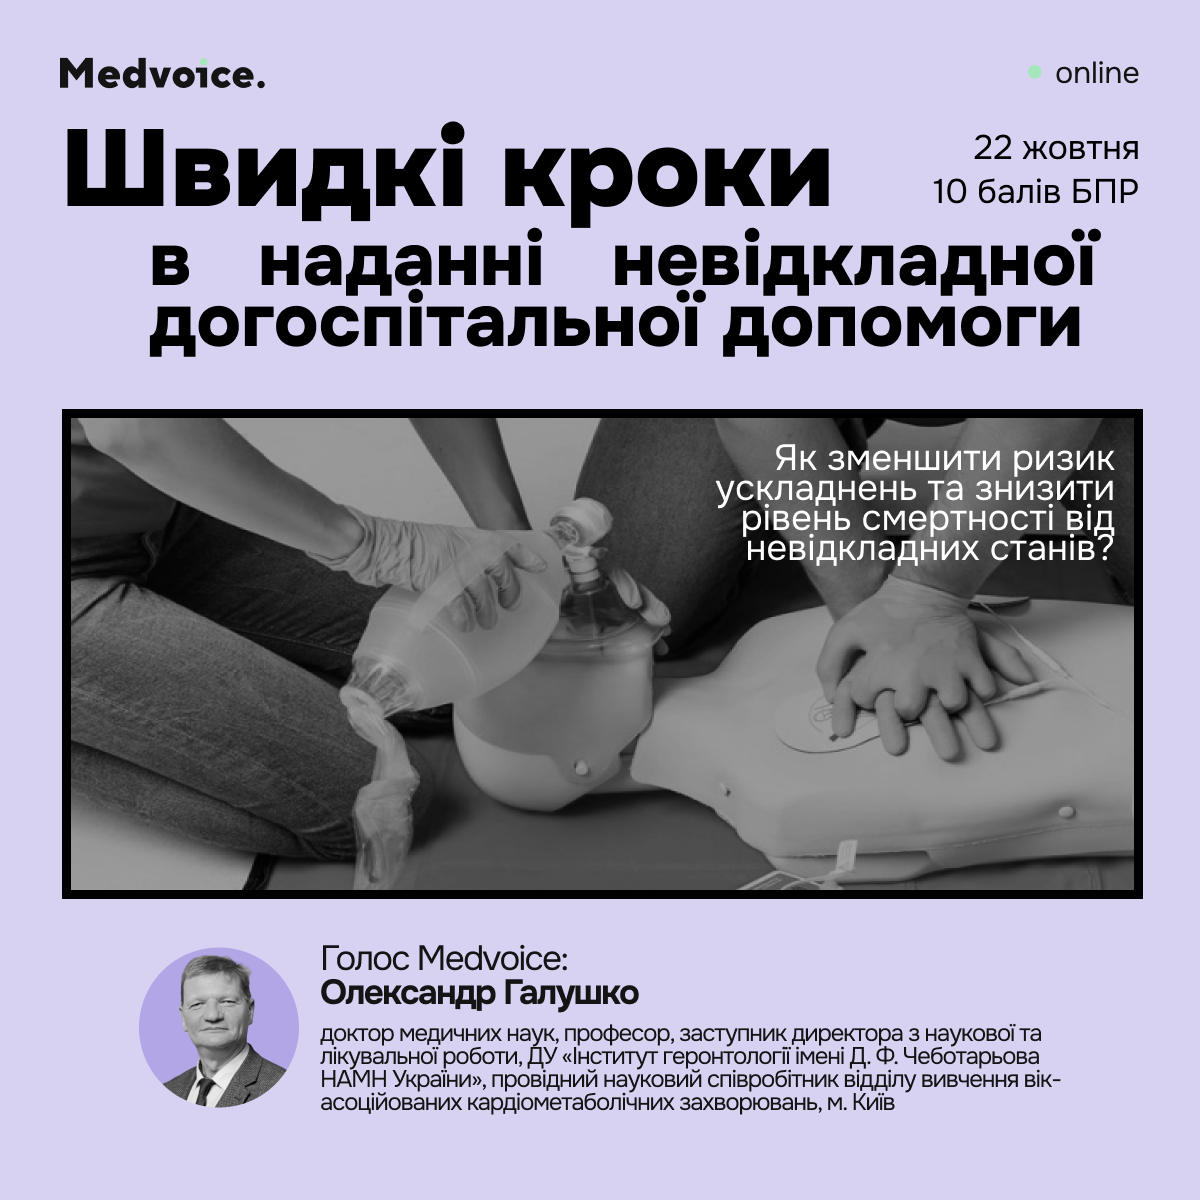 Medvoice.
online
Швидкі кроки
22 жовтня
10 балів БПР
в наданні невідкладної
догоспітальної допомоги
Як зменшити ризик
ускладнень та знизити
рівень смертності від
невідкладних станів?
Голос Medvoice:
Олександр Галушко
доктор медичних наук, професор, заступник директора з наукової та
лікувальної роботи, ДУ «Інститут геронтології імені Д. Ф. Чеботарьова
НАМН України», провідний науковий співробітник відділу вивчення вік-
асоційованих кардіометаболічних захворювань, м. Київ